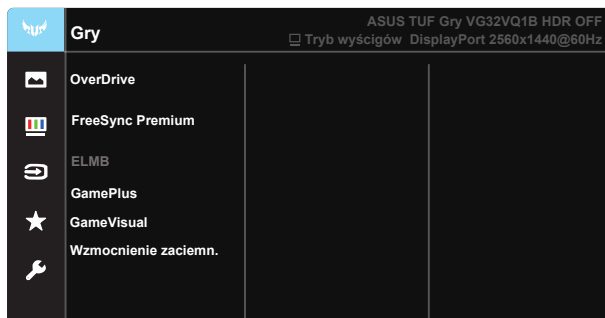 Gry
ASUS TUF Gry VG32VQ1B HDR OFF
Tryb wyścigów DisplayPort 2560x1440@60Hz
OverDrive
FreeSync Premium
ELMB
GamePlus
GameVisual
Wzmocnienie zaciemn.